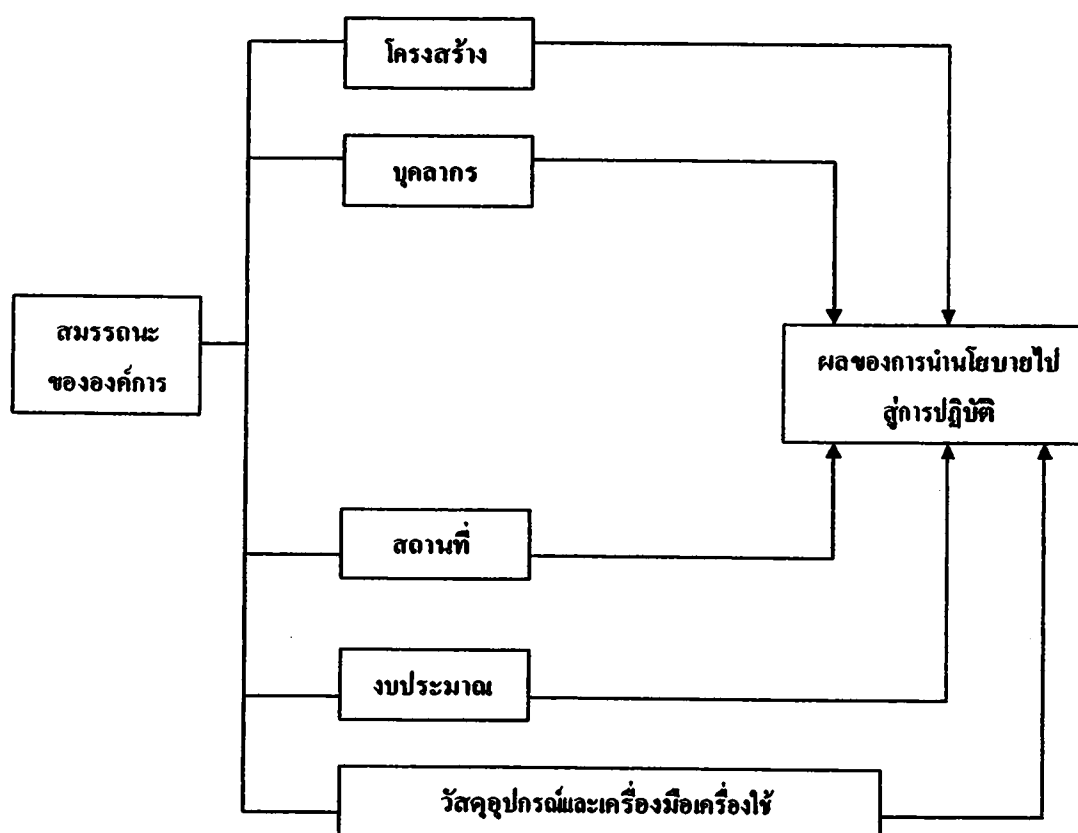 โครงสร้าง
บุคลากร
สมรรถนะ
ขององค์การ
ผลของการนำนโยบายไป
สู่การปฏิบัติ
สถานที่
งบประมาณ
วัสดุอุปกรณ์และเครื่องมือเครื่องใช้